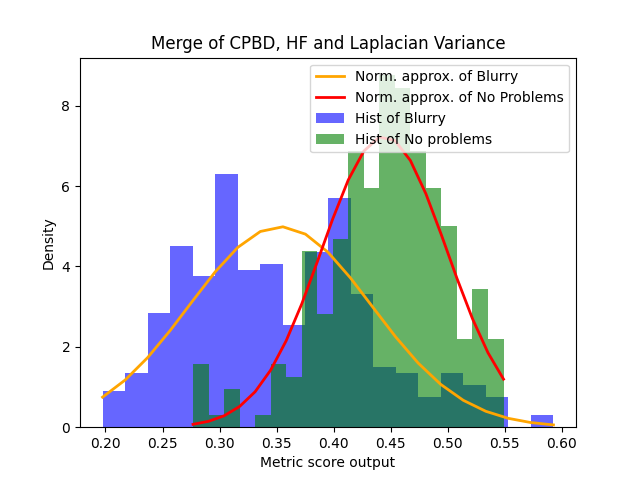 Merge of CPBD, HF and Laplacian Variance
Norm. approx. of Blurry
Norm. approx. of No Problems
Hist of Blurry
Hist of No problems
Density
8
6
4
2
0
0.20 0.25 0.30 0.35 0.40 0.45 0.50 0.55 0.60
Metric score output